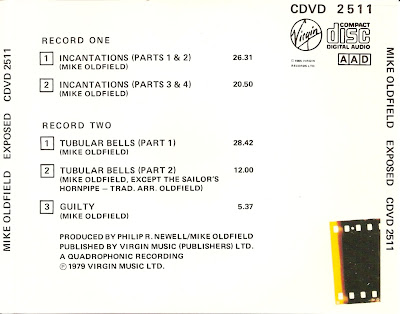 CDVD 2511
Virgin
COMPACT
disc
DIGITAL AUDIO
AAD
RECORD ONE
1 INCANTATIONS (PARTS 1 & 2) 26.31
(MIKE OLDFIELD)
2 INCANTATIONS (PARTS 3 & 4) 20.50
(MIKE OLDFIELD)
RECORD TWO
1 TUBULAR BELLS (PART 1) 28.42
(MIKE OLDFIELD)
2 TUBULAR BELLS (PART 2) 12.00
(MIKE OLDFIELD, EXCEPT THE SAILOR'S
HORNPIPE – TRAD. ARR. OLDFIELD)
3 GUILTY 5.37
(MIKE OLDFIELD)
PRODUCED BY PHILIP R. NEWELL/MIKE OLDFIELD
PUBLISHED BY VIRGIN MUSIC (PUBLISHERS) LTD.
A QUADROPHONIC RECORDING
℗ 1979 VIRGIN MUSIC LTD.
MIKE OLDFIELD EXPOSED CDVD 2511
MIKE OLDFIELD EXPOSED CDVD 2511